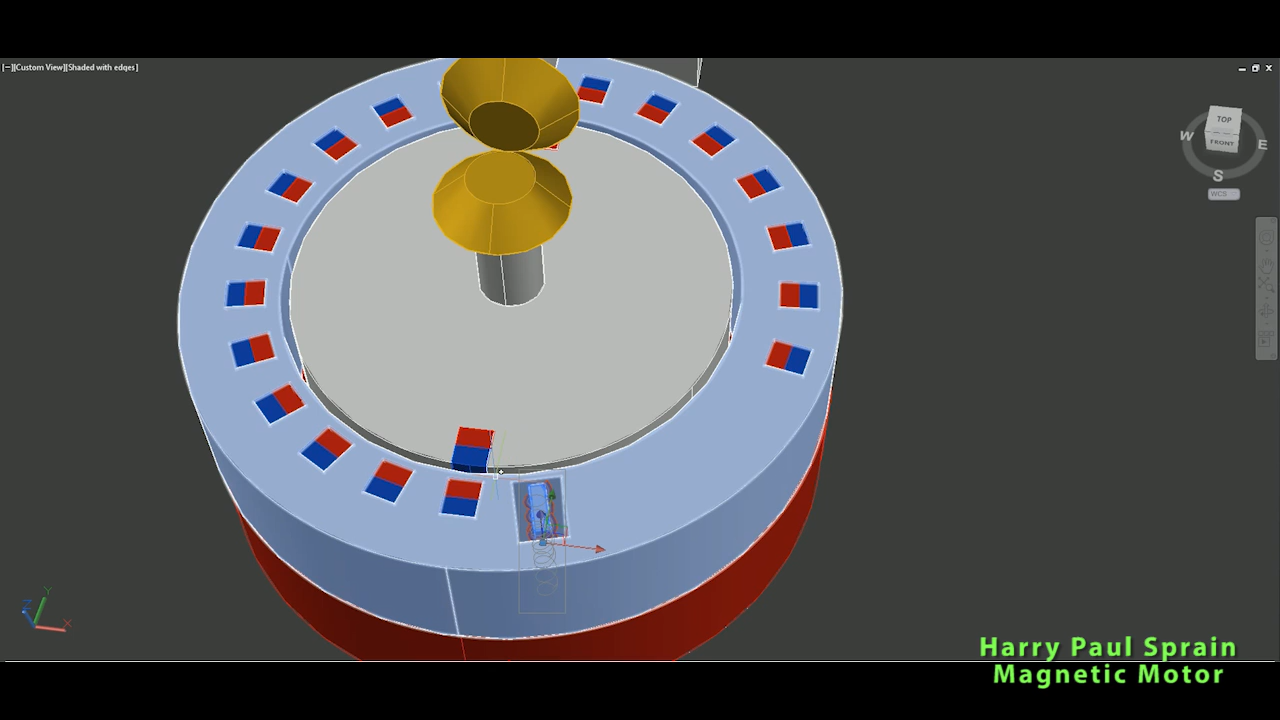 [−][Custom View][Shaded with edges]
TOP
FRONT
W
E
S
WCS
Z
Y
X
Harry Paul Sprain
Magnetic Motor